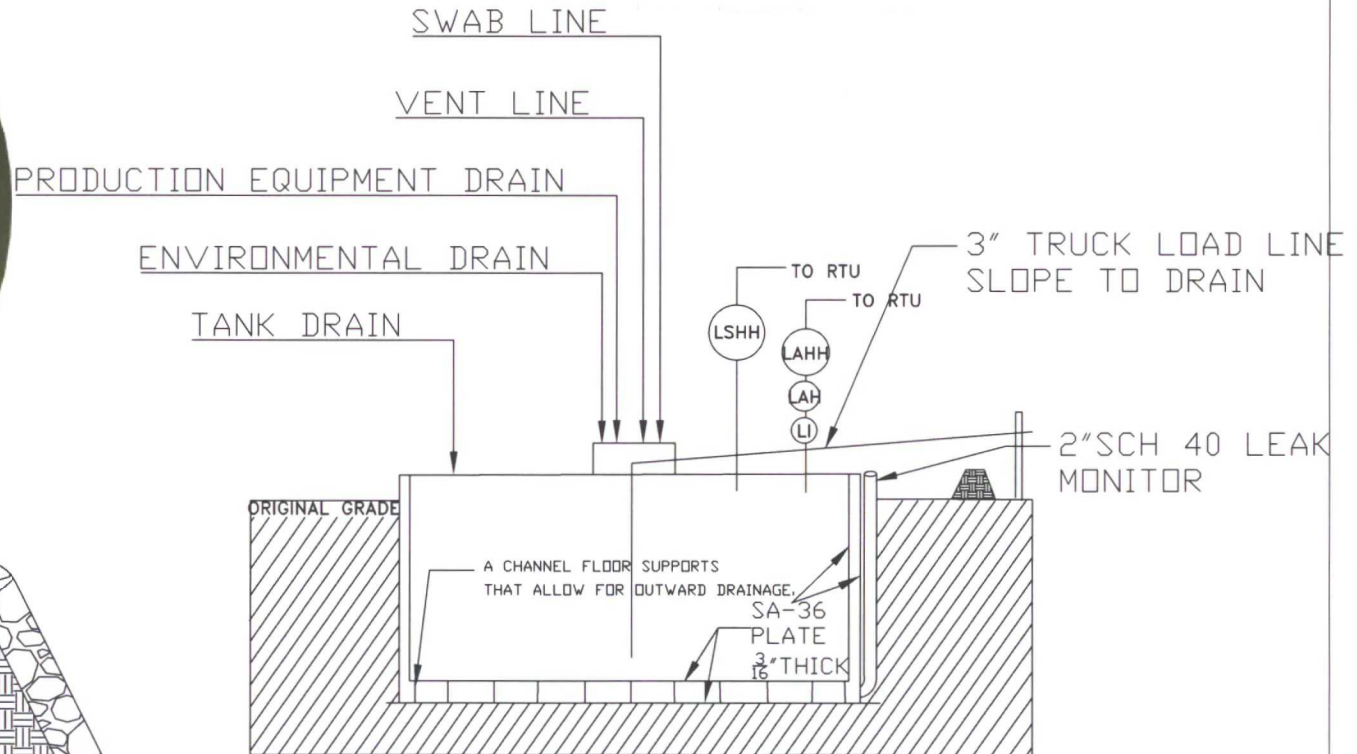 SWAB LINE
VENT LINE
PRODUCTION EQUIPMENT DRAIN
ENVIRONMENTAL DRAIN
TANK DRAIN
TO RTU
TO RTU
3" TRUCK LOAD LINE
SLOPE TO DRAIN
LSHH
LAHH
LAH
LI
2"SCH 40 LEAK
MONITOR
ORIGINAL GRADE
A CHANNEL FLOOR SUPPORTS
THAT ALLOW FOR OUTWARD DRAINAGE.
SA-36
PLATE
3/16"THICK